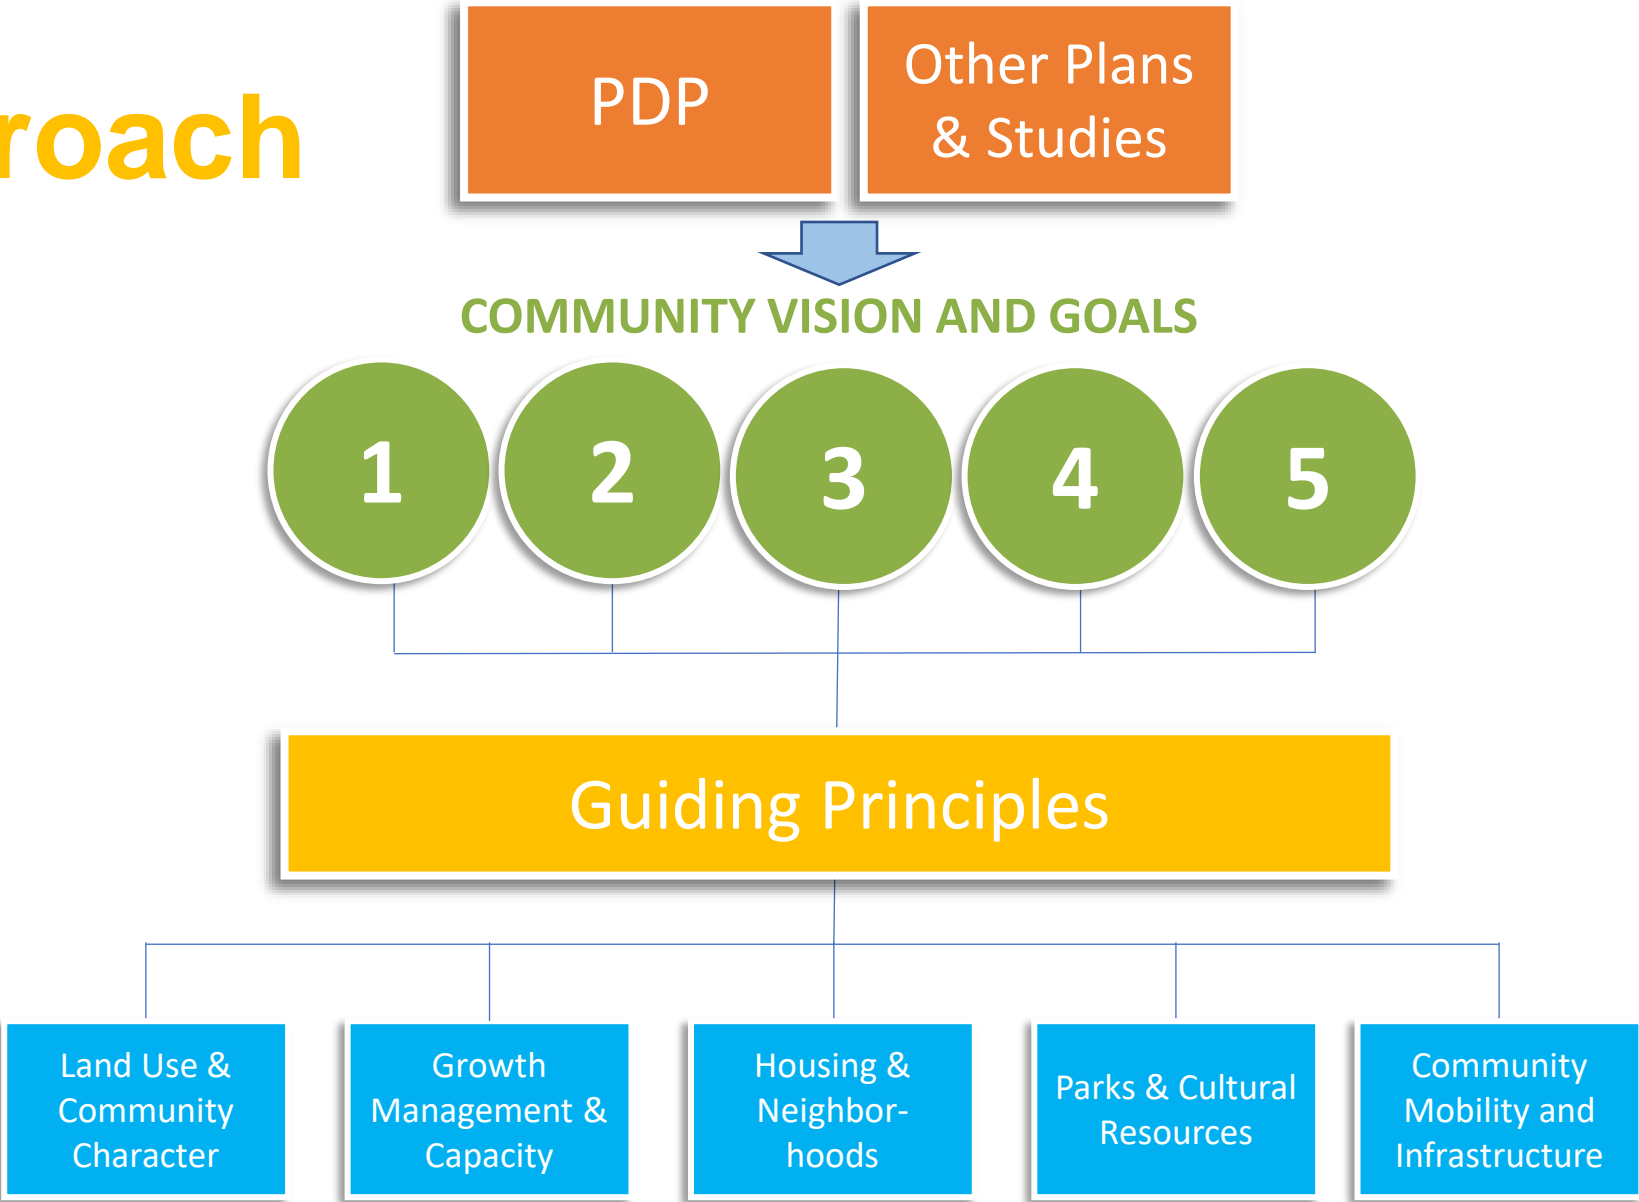 roach
PDP
Other Plans
& Studies
COMMUNITY VISION AND GOALS
1
2
3
4
5
Guiding Principles
Land Use &
Community
Character
Growth
Management &
Capacity
Housing &
Neighbor-
hoods
Parks & Cultural
Resources
Community
Mobility and
Infrastructure